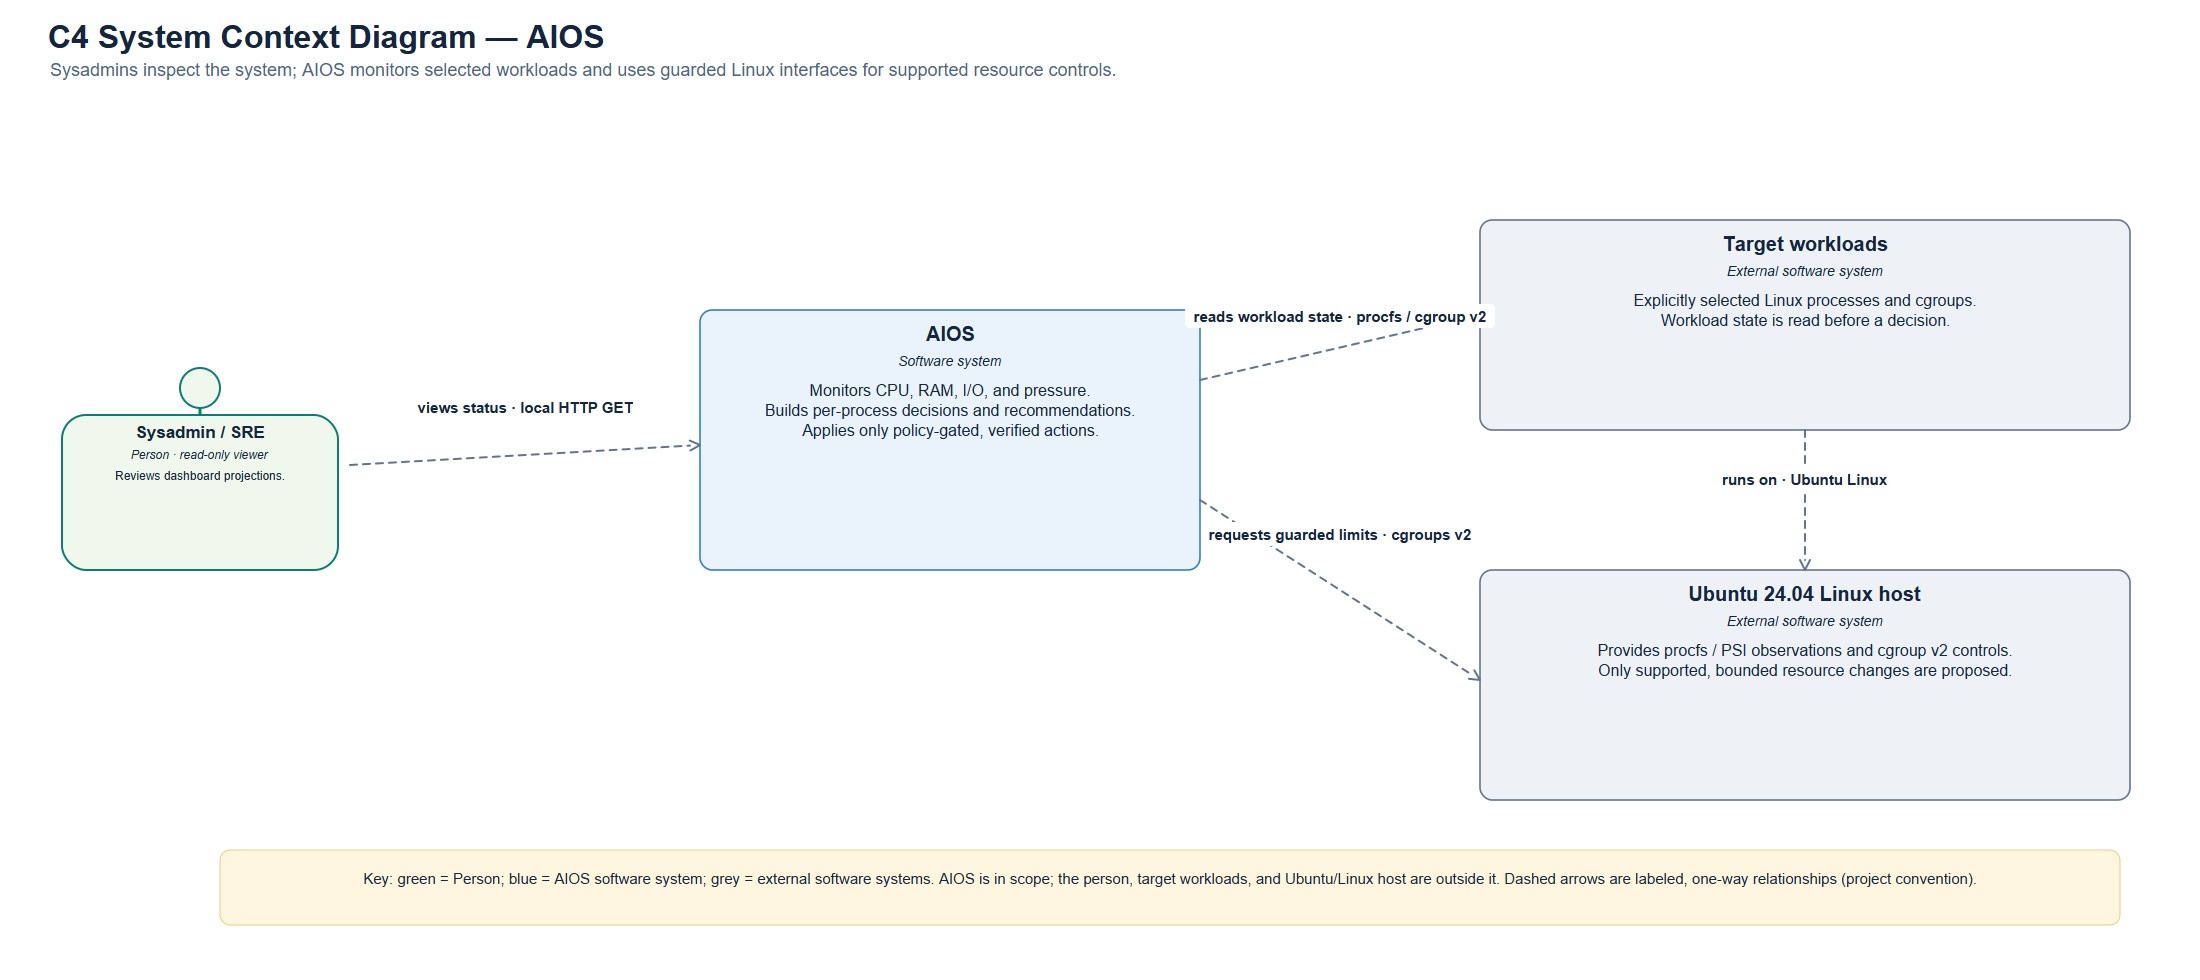 C4 System Context Diagram — AIOS
Sysadmins inspect the system; AIOS monitors selected workloads and uses guarded Linux interfaces for supported resource controls.
Sysadmin / SRE
Person · read-only viewer
Reviews dashboard projections.
views status · local HTTP GET
AIOS
Software system
Monitors CPU, RAM, I/O, and pressure.
Builds per-process decisions and recommendations.
Applies only policy-gated, verified actions.
reads workload state · procfs / cgroup v2
requests guarded limits · cgroups v2
Target workloads
External software system
Explicitly selected Linux processes and cgroups.
Workload state is read before a decision.
runs on · Ubuntu Linux
Ubuntu 24.04 Linux host
External software system
Provides procfs / PSI observations and cgroup v2 controls.
Only supported, bounded resource changes are proposed.
Key: green = Person; blue = AIOS software system; grey = external software systems. AIOS is in scope; the person, target workloads, and Ubuntu/Linux host are outside it. Dashed arrows are labeled, one-way relationships (project convention).